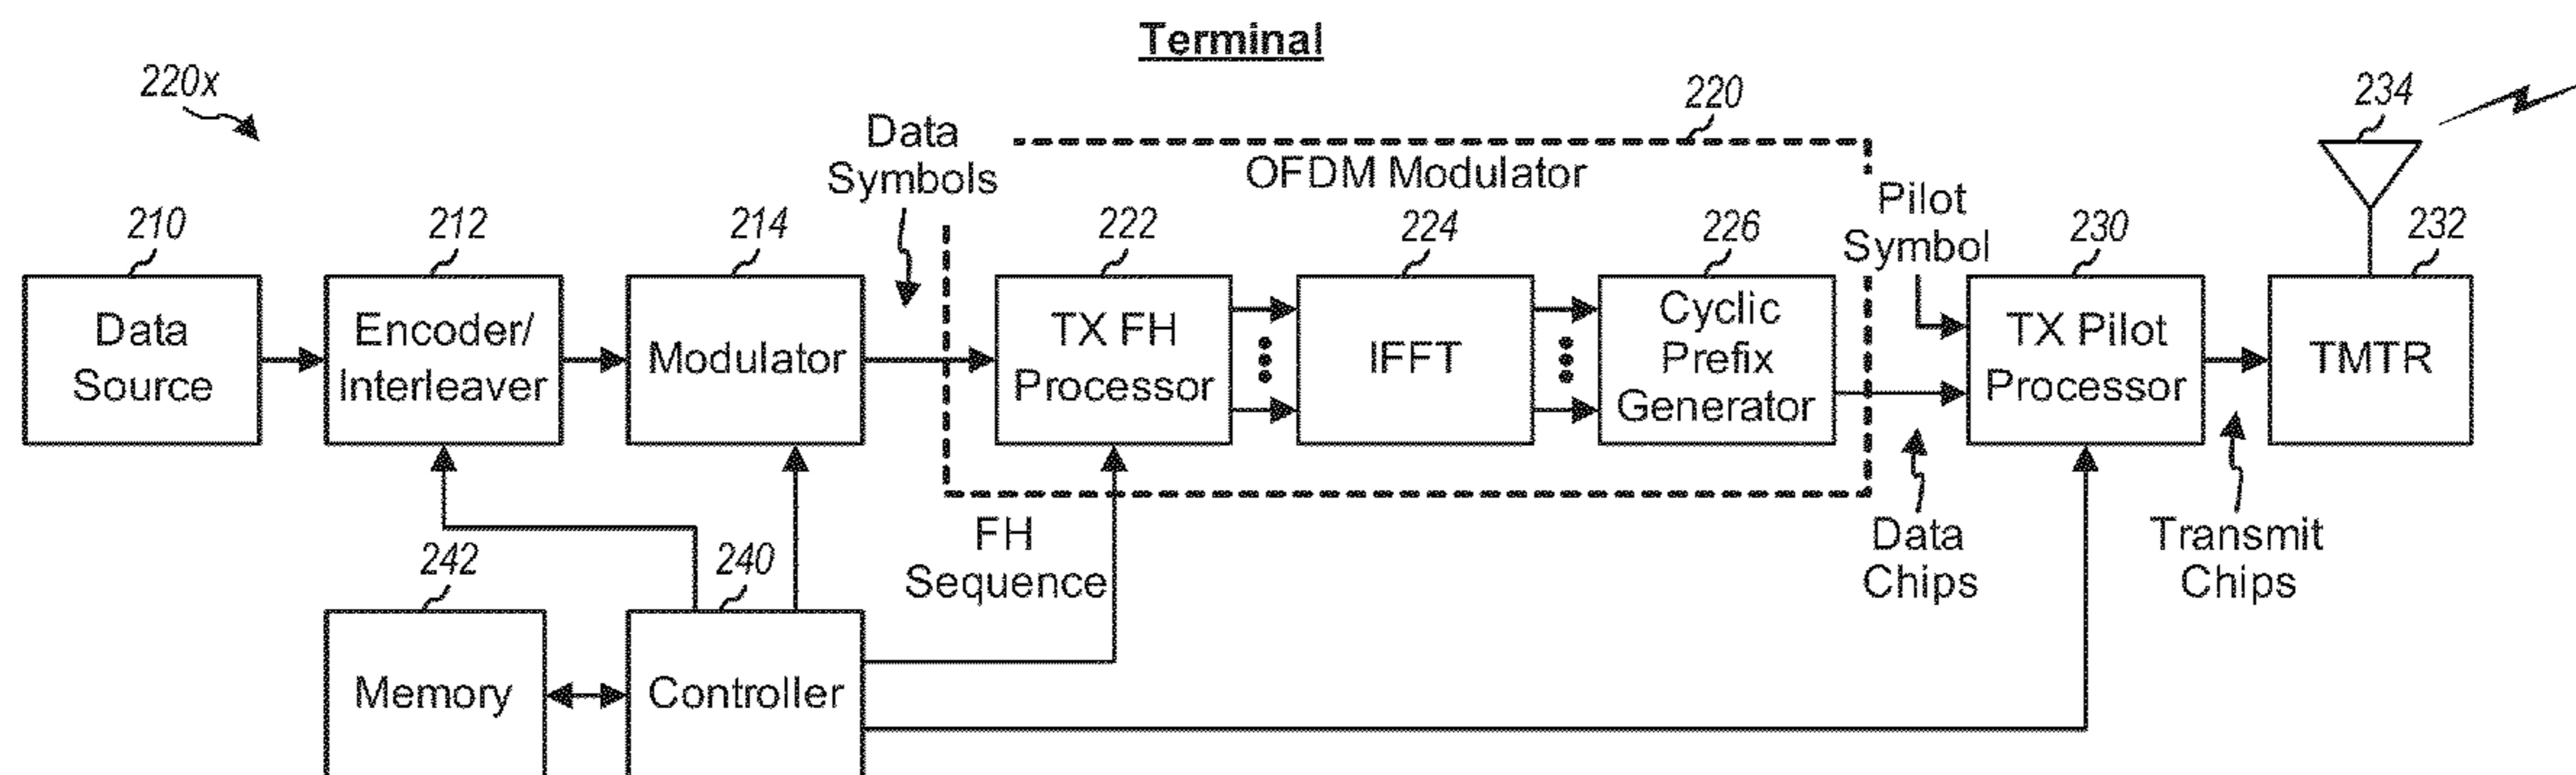 Terminal
220x
220
234
Data
Symbols
OFDM Modulator
Pilot
Symbol
210
212
214
222
224
226
230
232
Data
Source
Encoder/
Interleaver
Modulator
TX FH
Processor
IFFT
Cyclic
Prefix
Generator
TX Pilot
Processor
TMTR
FH
Sequence
Data
Chips
Transmit
Chips
242
240
Memory
Controller